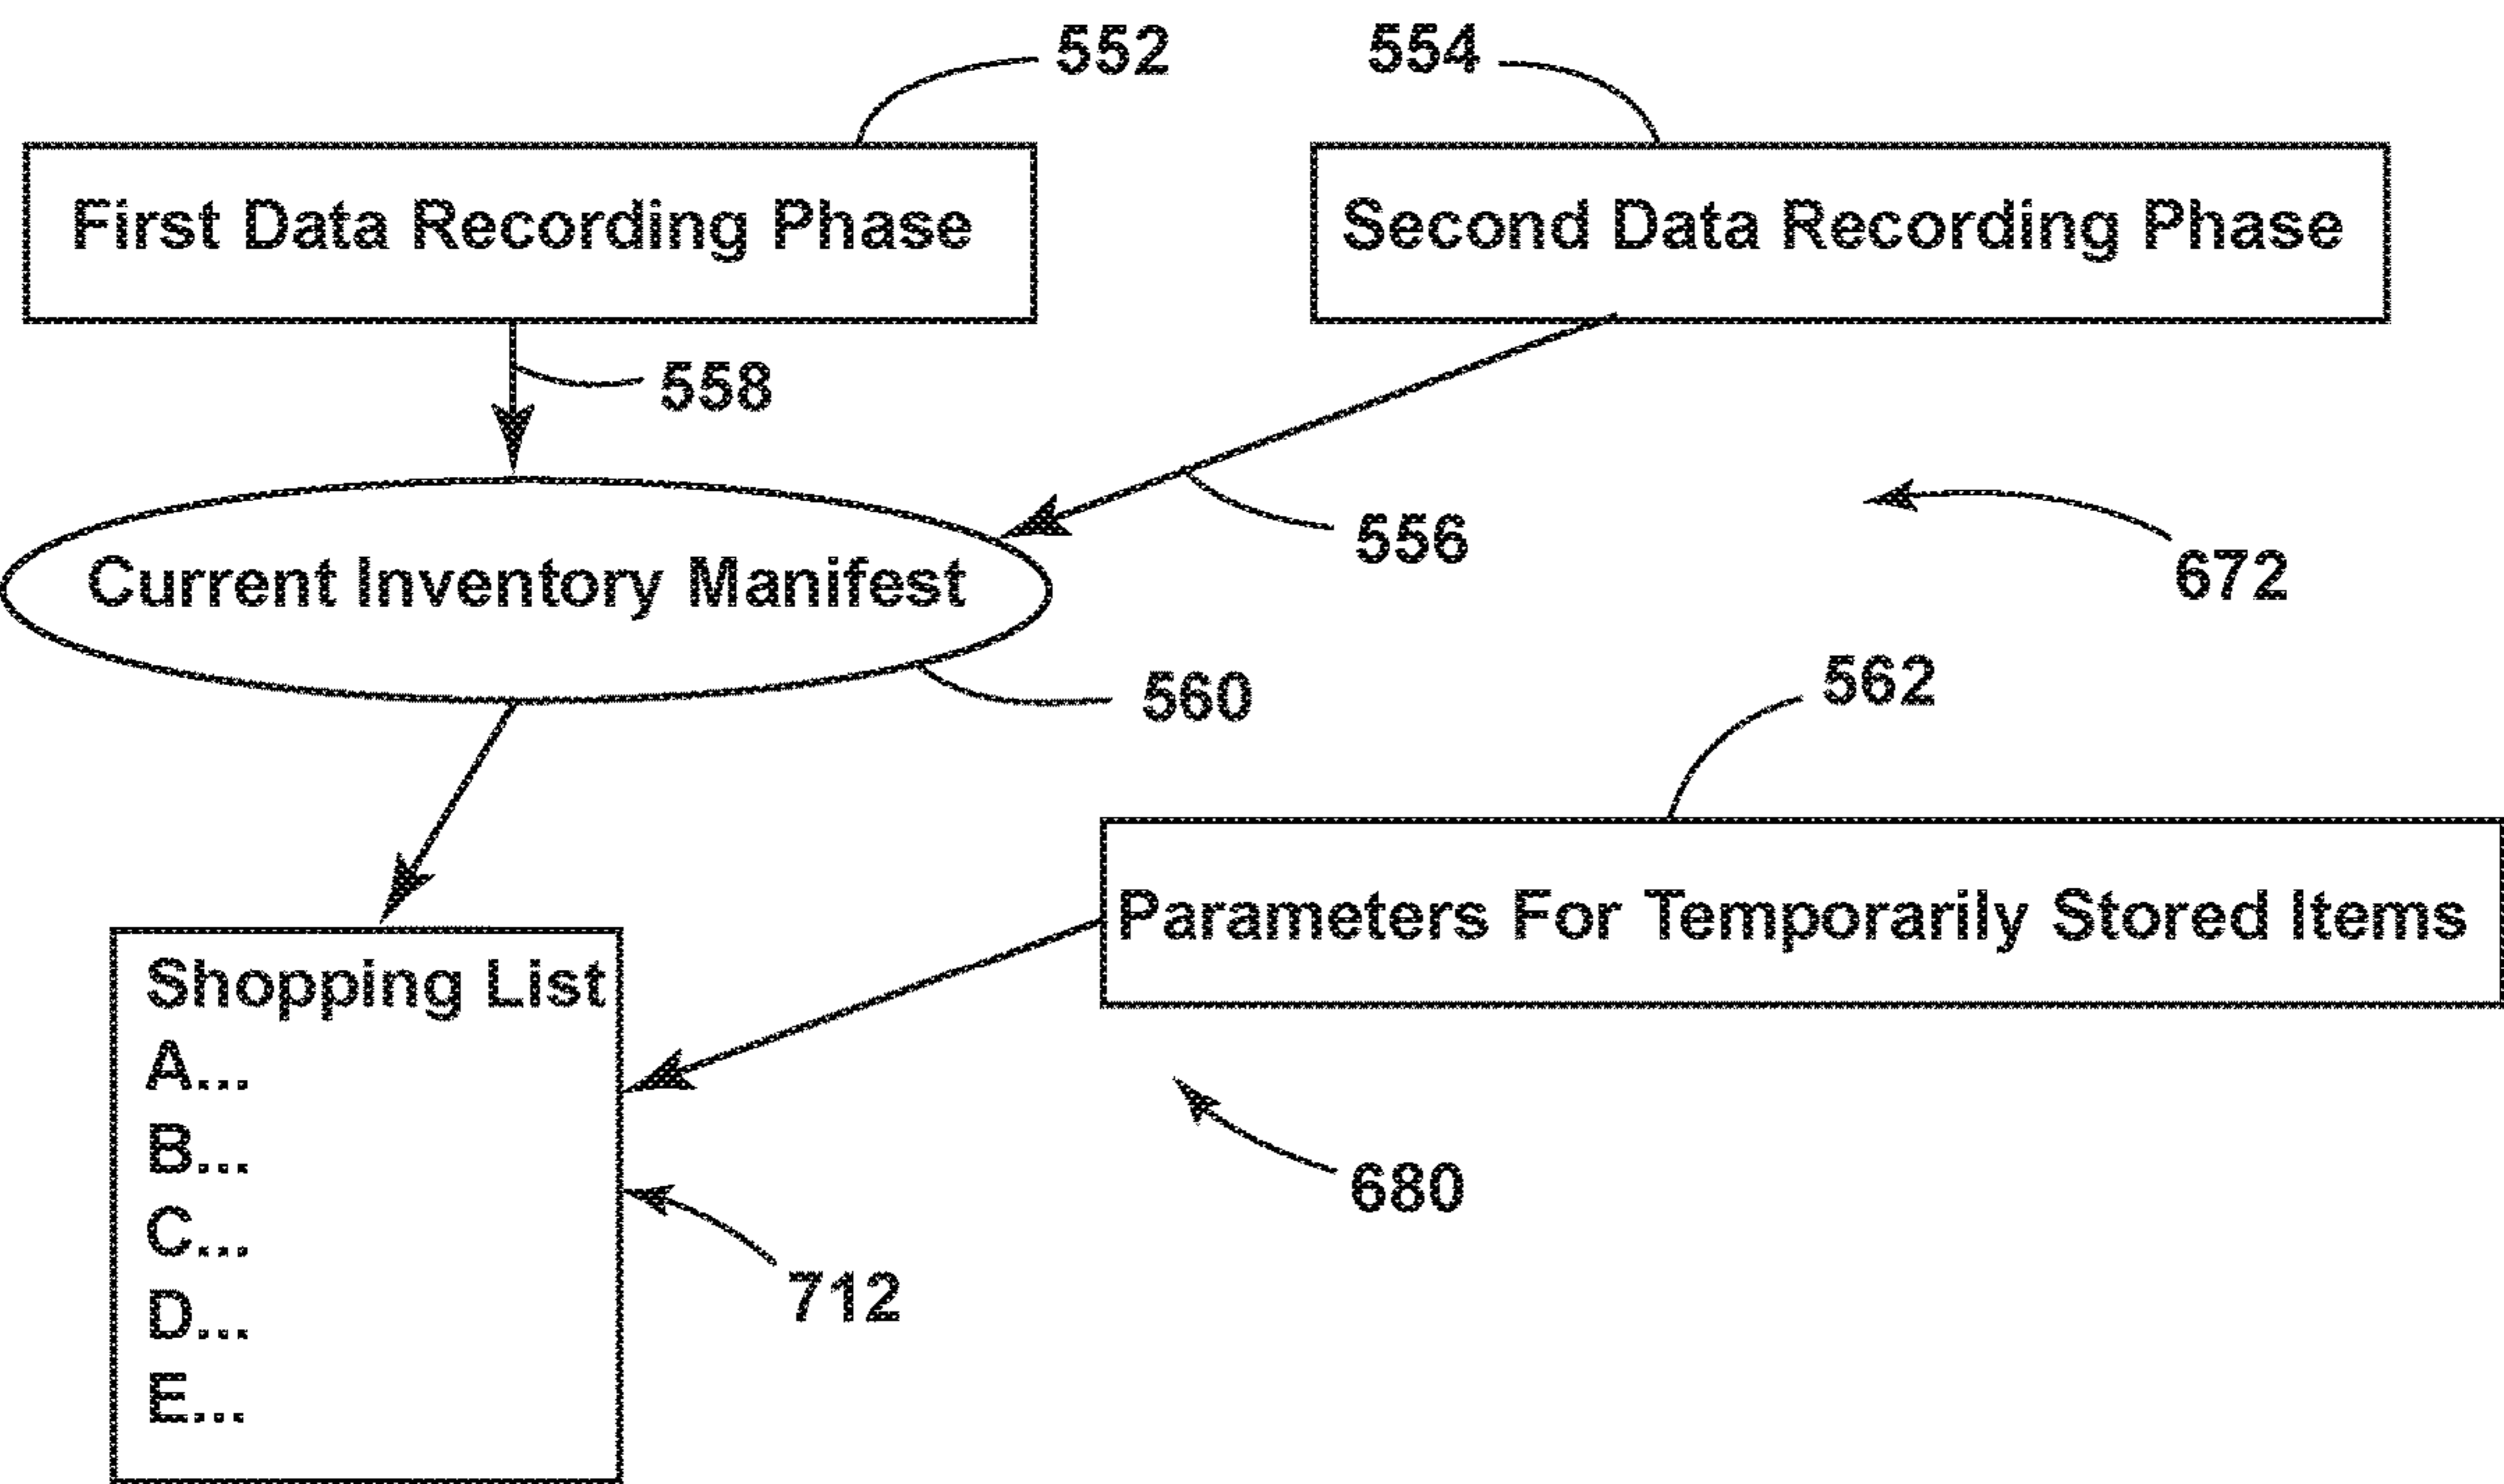 552
554
First Data Recording Phase
Second Data Recording Phase
558
556
Current Inventory Manifest
672
560
562
Parameters For Temporarily Stored Items
Shopping List
A...
B...
C...
D...
E...
680
712